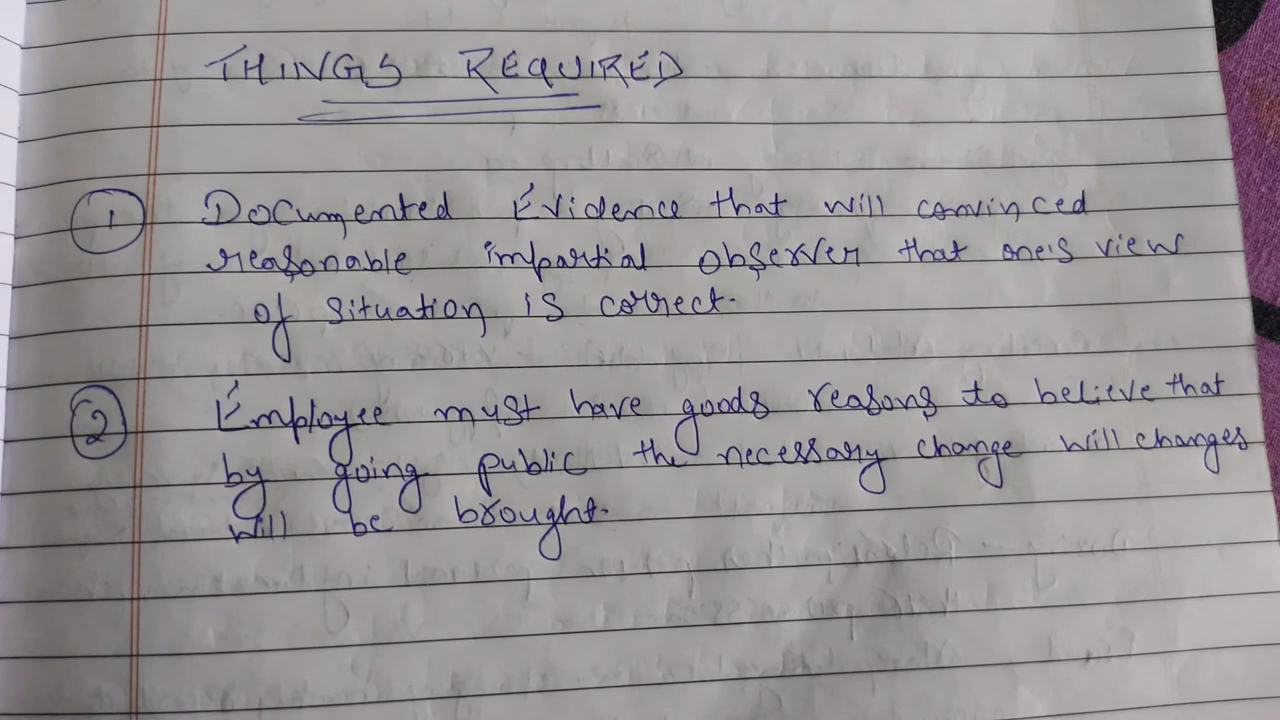 THINGS REQUIRED
① Documented Evidence that will convinced
reasonable impartial observer that one's view
of situation is correct.
② Employee must have goods reasons to believe that
by going public the necessary change will changes
will be brought.